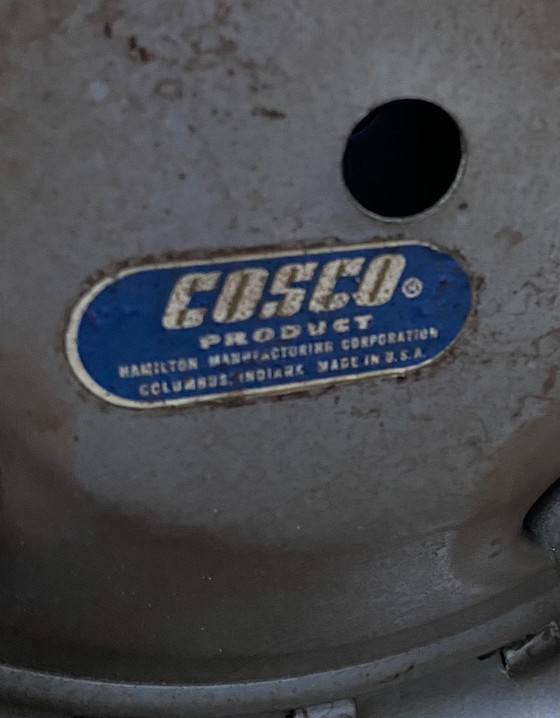 COSCO®
PRODUCT
HAMILTON MANUFACTURING CORPORATION
COLUMBUS, INDIANA MADE IN U.S.A.